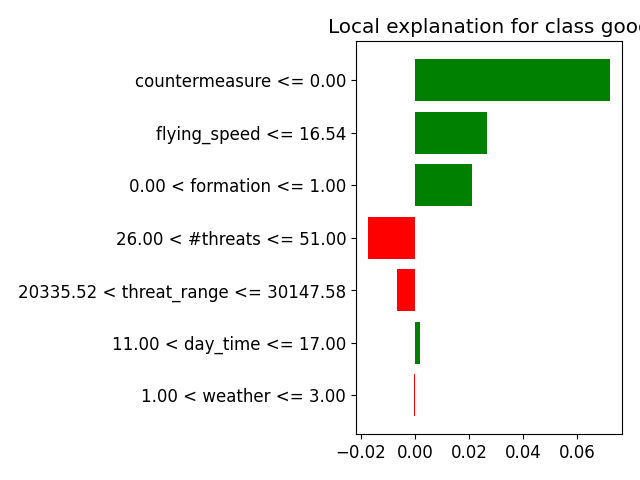 Local explanation for class goo
countermeasure <= 0.00
flying_speed <= 16.54
0.00 < formation <= 1.00
26.00 < #threats <= 51.00
20335.52 < threat_range <= 30147.58
11.00 < day_time <= 17.00
1.00 < weather <= 3.00
−0.02 0.00 0.02 0.04 0.06